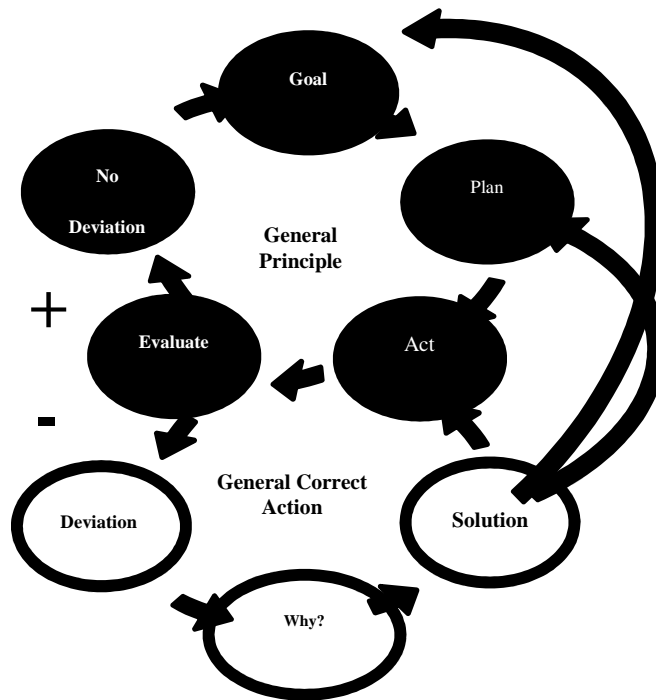 Goal
No
Deviation
Plan
General
Principle
+
Evaluate
Act
-
General Correct
Action
Deviation
Solution
Why?